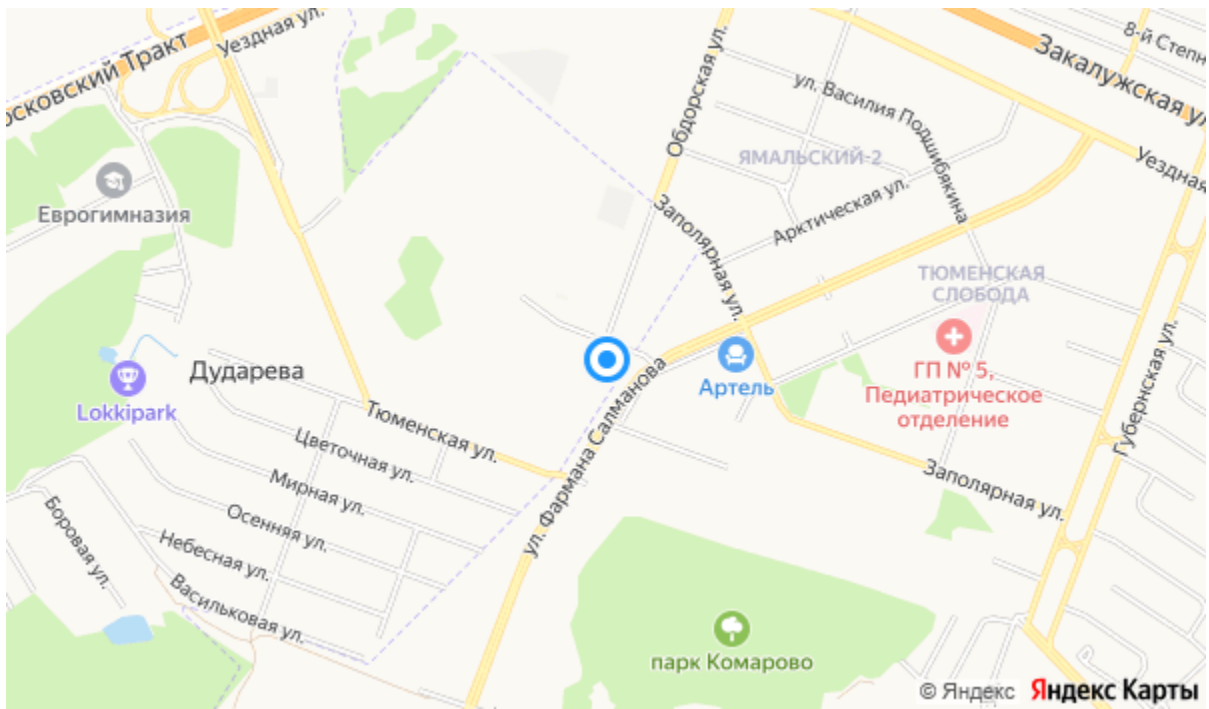 Уездная ул.
осковский Тракт
Обдорская ул.
8-й Степн
Закалужская ул
ул. Василия Подшибякина
ЯМАЛЬСКИЙ-2
Уездная
Еврогимназия
Арктическая ул.
Заполярная ул.
ТЮМЕНСКАЯ
СЛОБОДА
Губернская ул.
Дударева
Lokkipark
Артель
ГП № 5,
Педиатрическое
отделение
ул. Фармана Салманова
Тюменская ул.
Цветочная ул.
Мирная ул.
Осенняя ул.
Небесная ул.
Васильковая ул.
Боровая ул.
Заполярная ул.
парк Комарово
© Яндекс Яндекс Карты